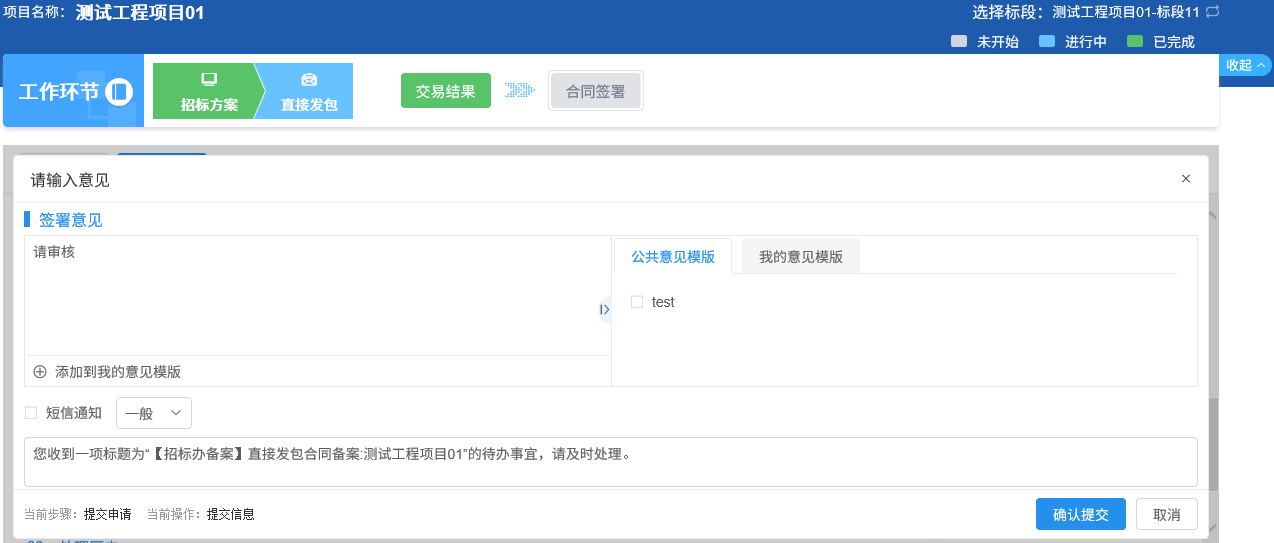 项目名称： 测试工程项目01
选择标段：测试工程项目01-标段11
未开始 进行中 已完成
收起
工作环节
招标方案
直接发包
交易结果
合同签署
请输入意见
签署意见
请审核
公共意见模版 我的意见模版
test
添加到我的意见模版
短信通知 一般
您收到一项标题为“【招标办备案】直接发包合同备案:测试工程项目01”的待办事宜，请及时处理。
当前步骤：提交申请 当前操作：提交信息
确认提交 取消